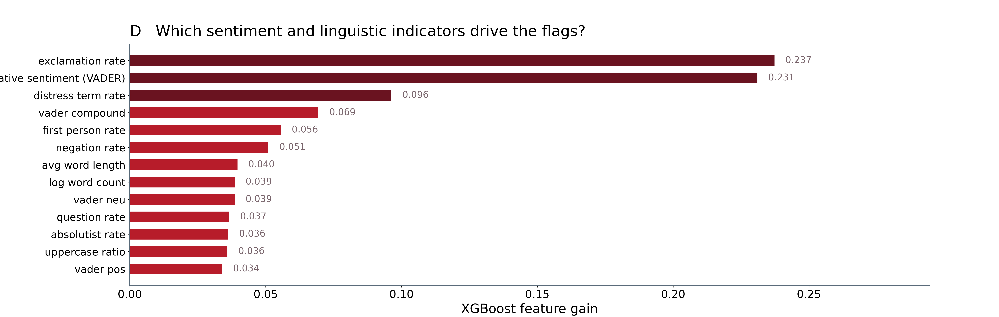 D Which sentiment and linguistic indicators drive the flags?
exclamation rate 0.237
sentiment (VADER) 0.231
distress term rate 0.096
vader compound 0.069
first person rate 0.056
negation rate 0.051
avg word length 0.040
log word count 0.039
vader neu 0.039
question rate 0.037
absolutist rate 0.036
uppercase ratio 0.036
vader pos 0.034
0.00 0.05 0.10 0.15 0.20 0.25
XGBoost feature gain